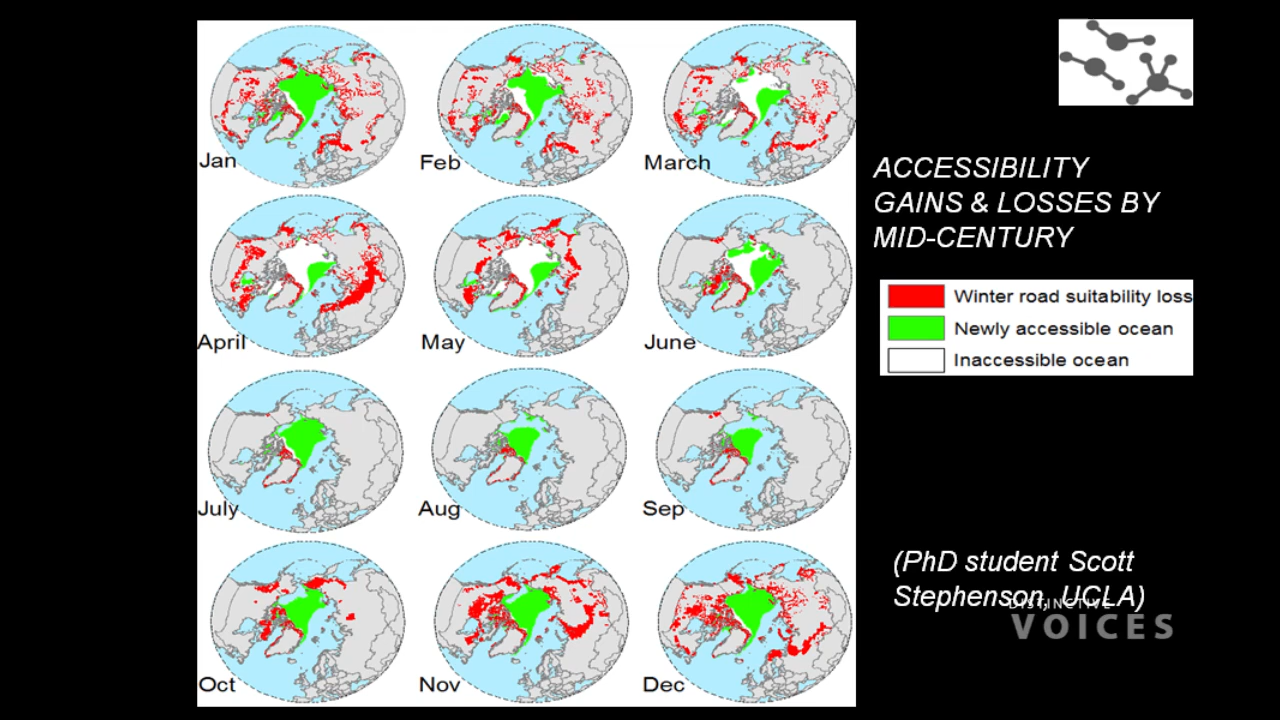 Jan
Feb
March
April
May
June
July
Aug
Sep
Oct
Nov
Dec
ACCESSIBILITY
GAINS & LOSSES BY
MID-CENTURY
Winter road suitability loss
Newly accessible ocean
Inaccessible ocean
(PhD student Scott
Stephenson, UCLA)
DISTINCTIVE
VOICES